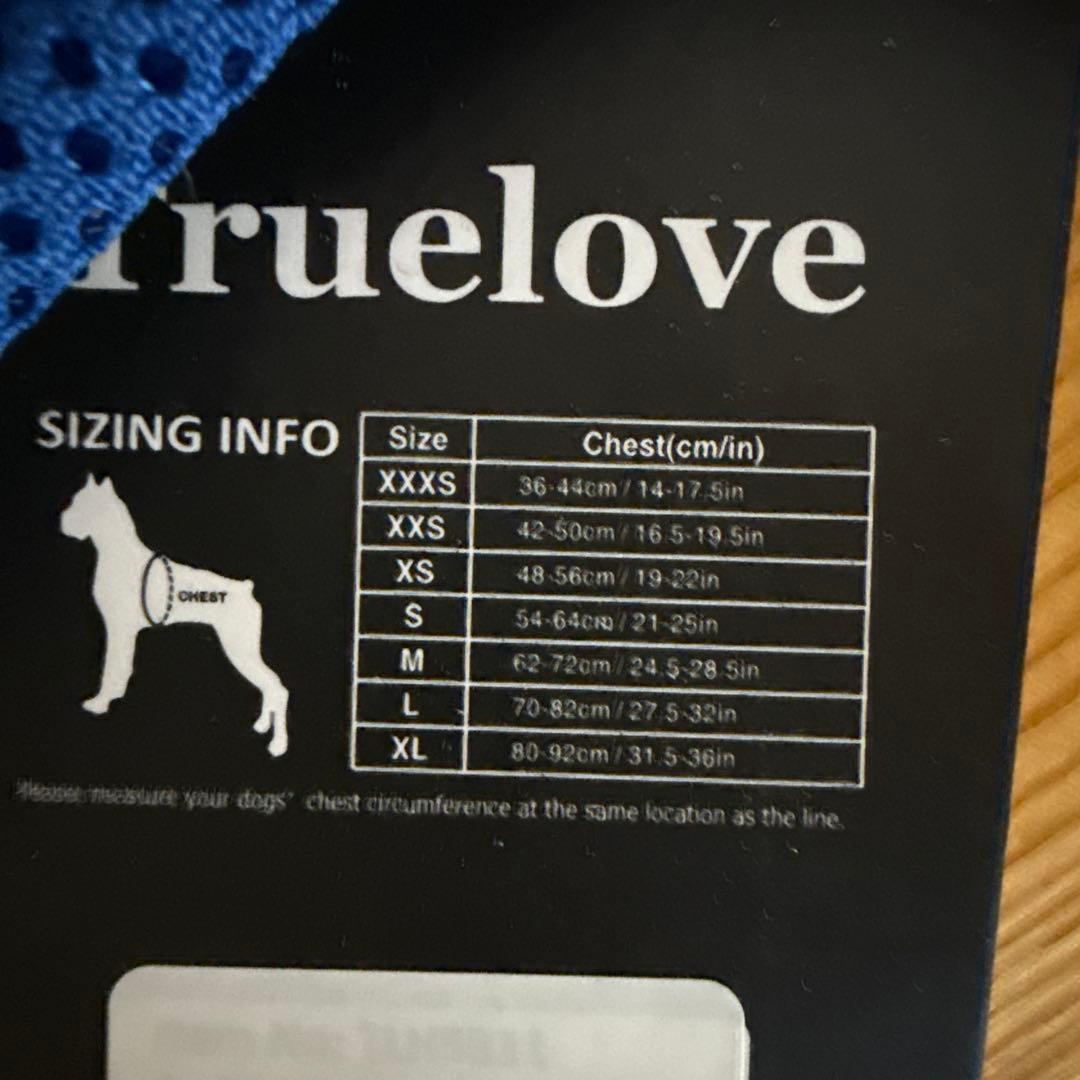 Truelove
SIZING INFO
CHEST
Size Chest(cm/in)
XXXS 36-44cm / 14-17.5in
XXS 42-50cm / 16.5-19.5in
XS 48-56cm / 19-22in
S 54-64cm / 21-25in
M 62-72cm / 24.5-28.5in
L 70-82cm / 27.5-32in
XL 80-92cm / 31.5-36in
Please measure your dogs' chest circumference at the same location as the line.